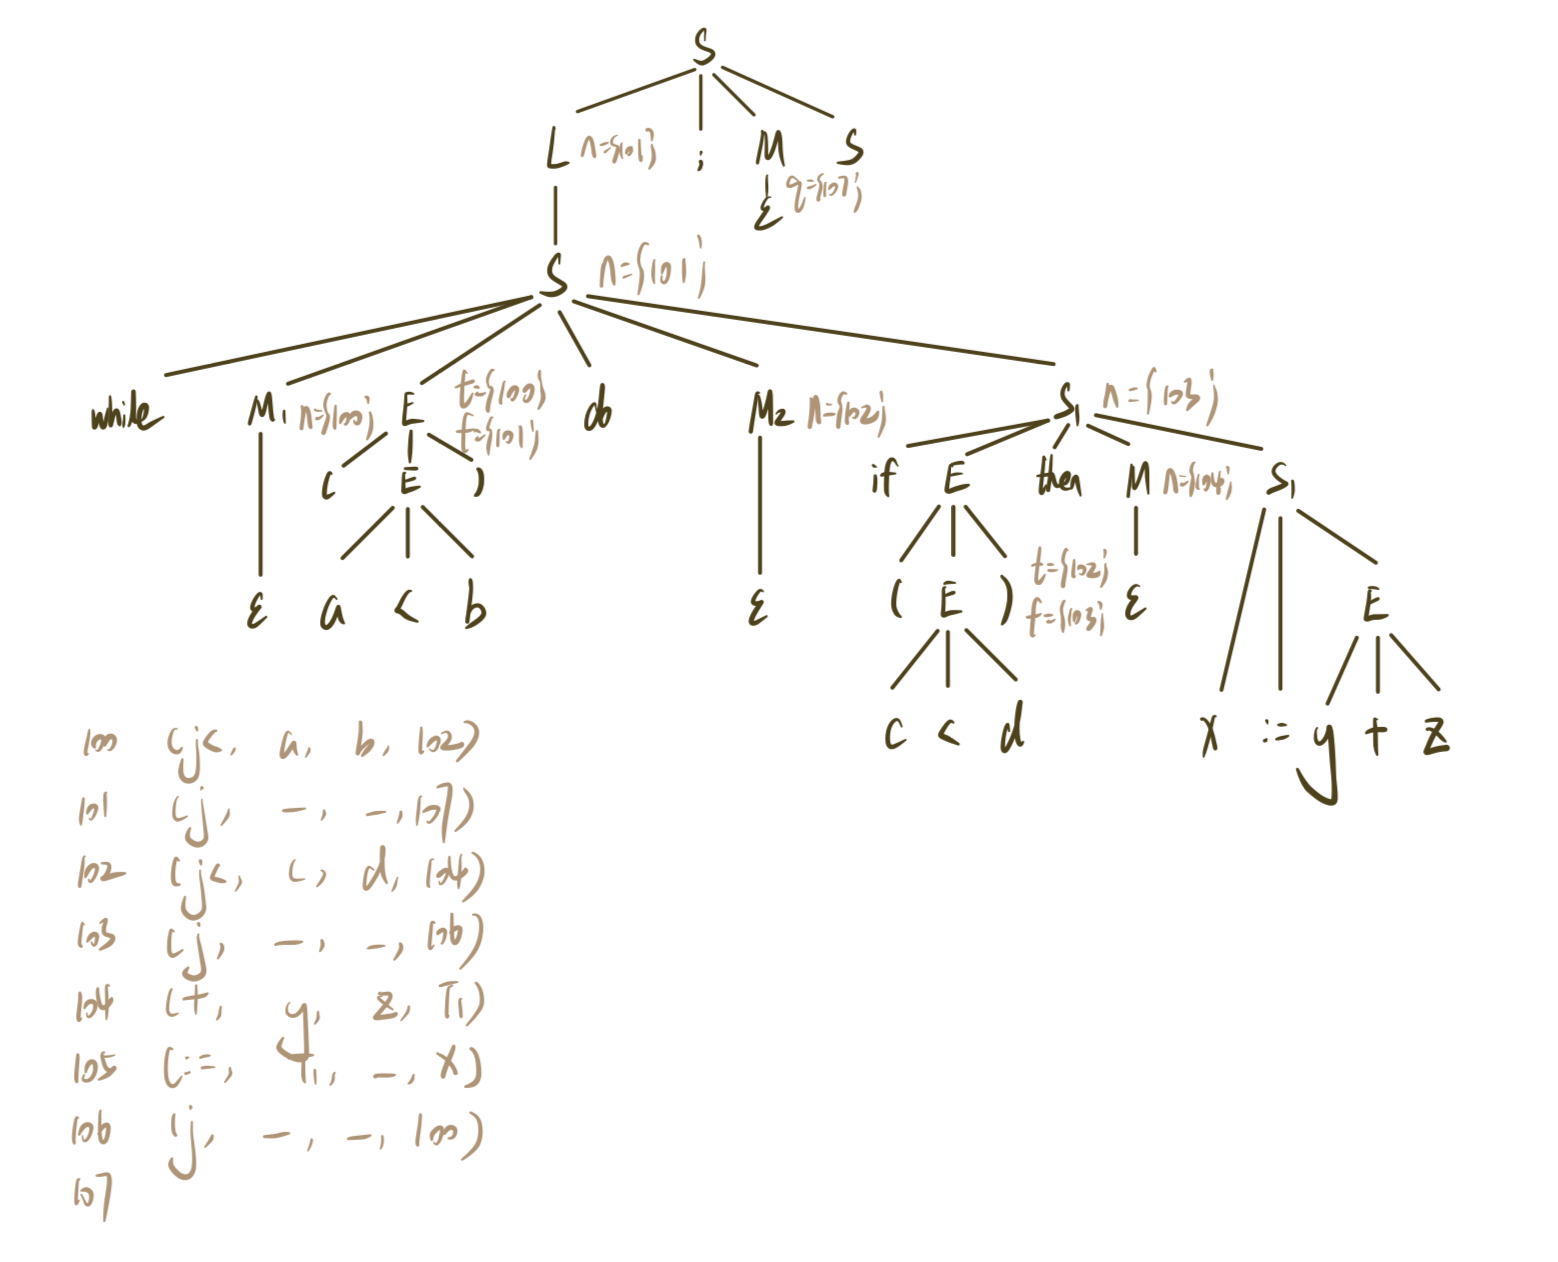 S
L n={101} ; M S
ε q={107}
S n={101}
while M1 n={100} E t={100} do M2 n={102} S1 n={103}
f={101}
( E ) if E then M n={104} S1
ε a < b ε ( E ) t={102} ε E
f={103}
c < d x := y + z
100 (j<, a, b, 102)
101 (j, -, -, 107)
102 (j<, c, d, 104)
103 (j, -, -, 106)
104 (+, y, z, T1)
105 (:=, T1, -, x)
106 (j, -, -, 100)
107